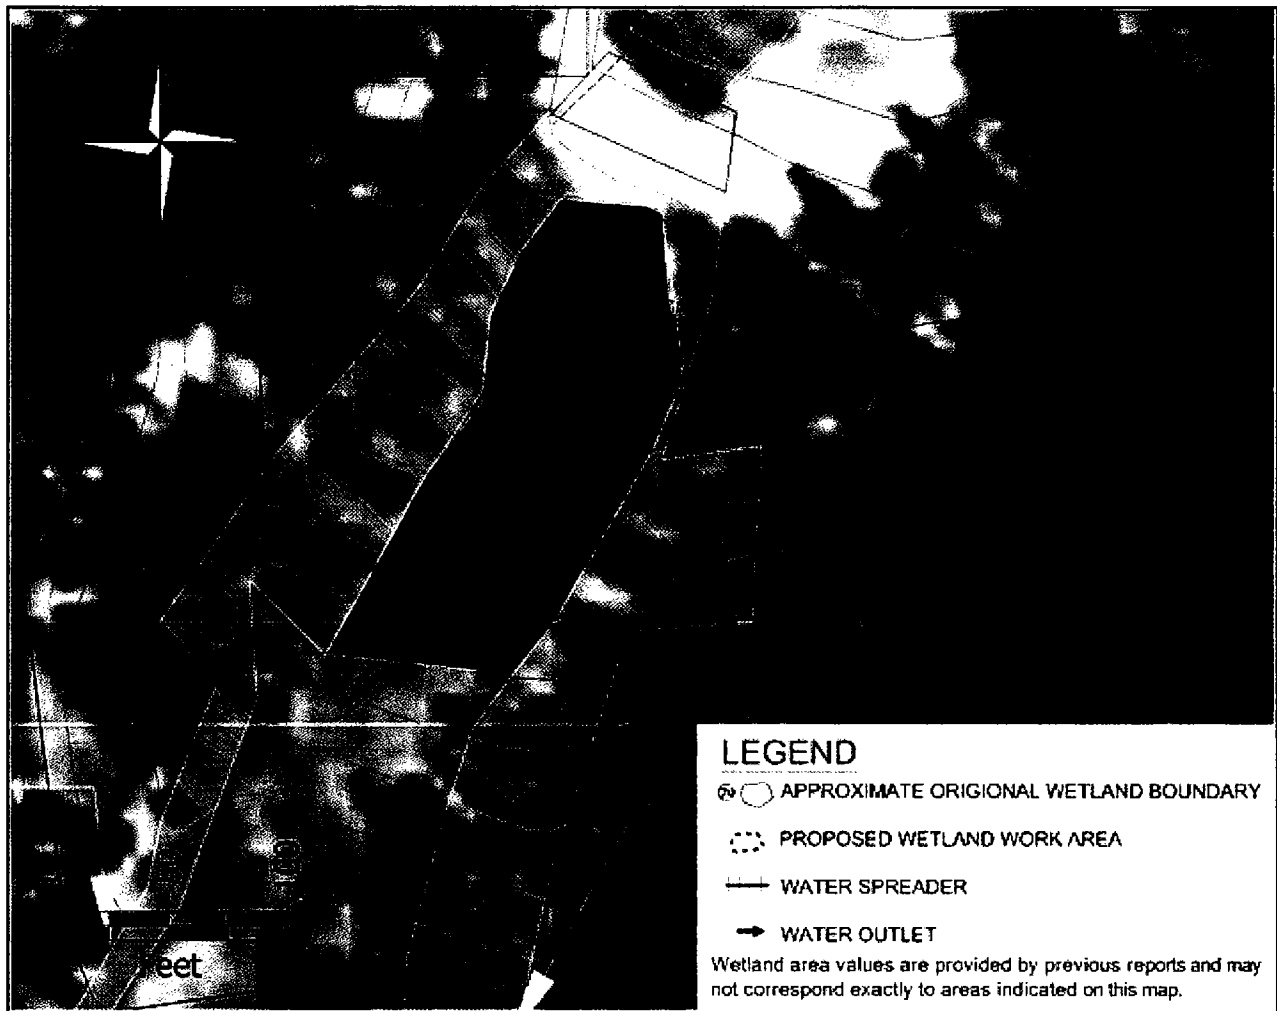 LEGEND
APPROXIMATE ORIGIONAL WETLAND BOUNDARY
PROPOSED WETLAND WORK AREA
WATER SPREADER
WATER OUTLET
Wetland area values are provided by previous reports and may
not correspond exactly to areas indicated on this map.